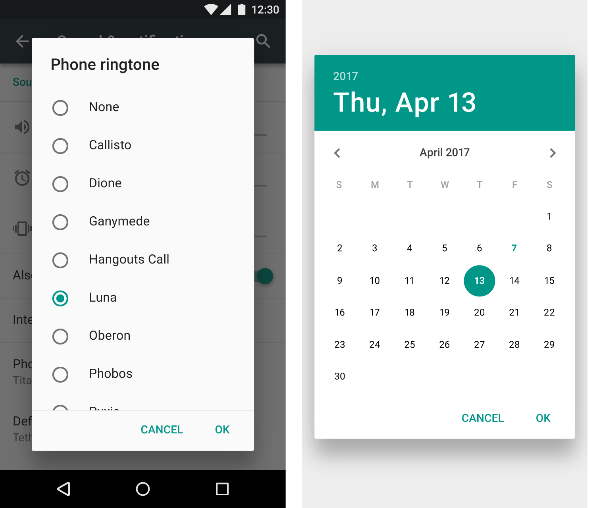 12:30
Phone ringtone
Sou
None
Callisto
Dione
Ganymede
Hangouts Call
Also
Luna
Inte
Oberon
Pho
Phobos
Tita
Def
CANCEL OK
Teth
2017
Thu, Apr 13
April 2017
S M T W T F S
1
2 3 4 5 6 7 8
9 10 11 12 13 14 15
16 17 18 19 20 21 22
23 24 25 26 27 28 29
30
CANCEL OK